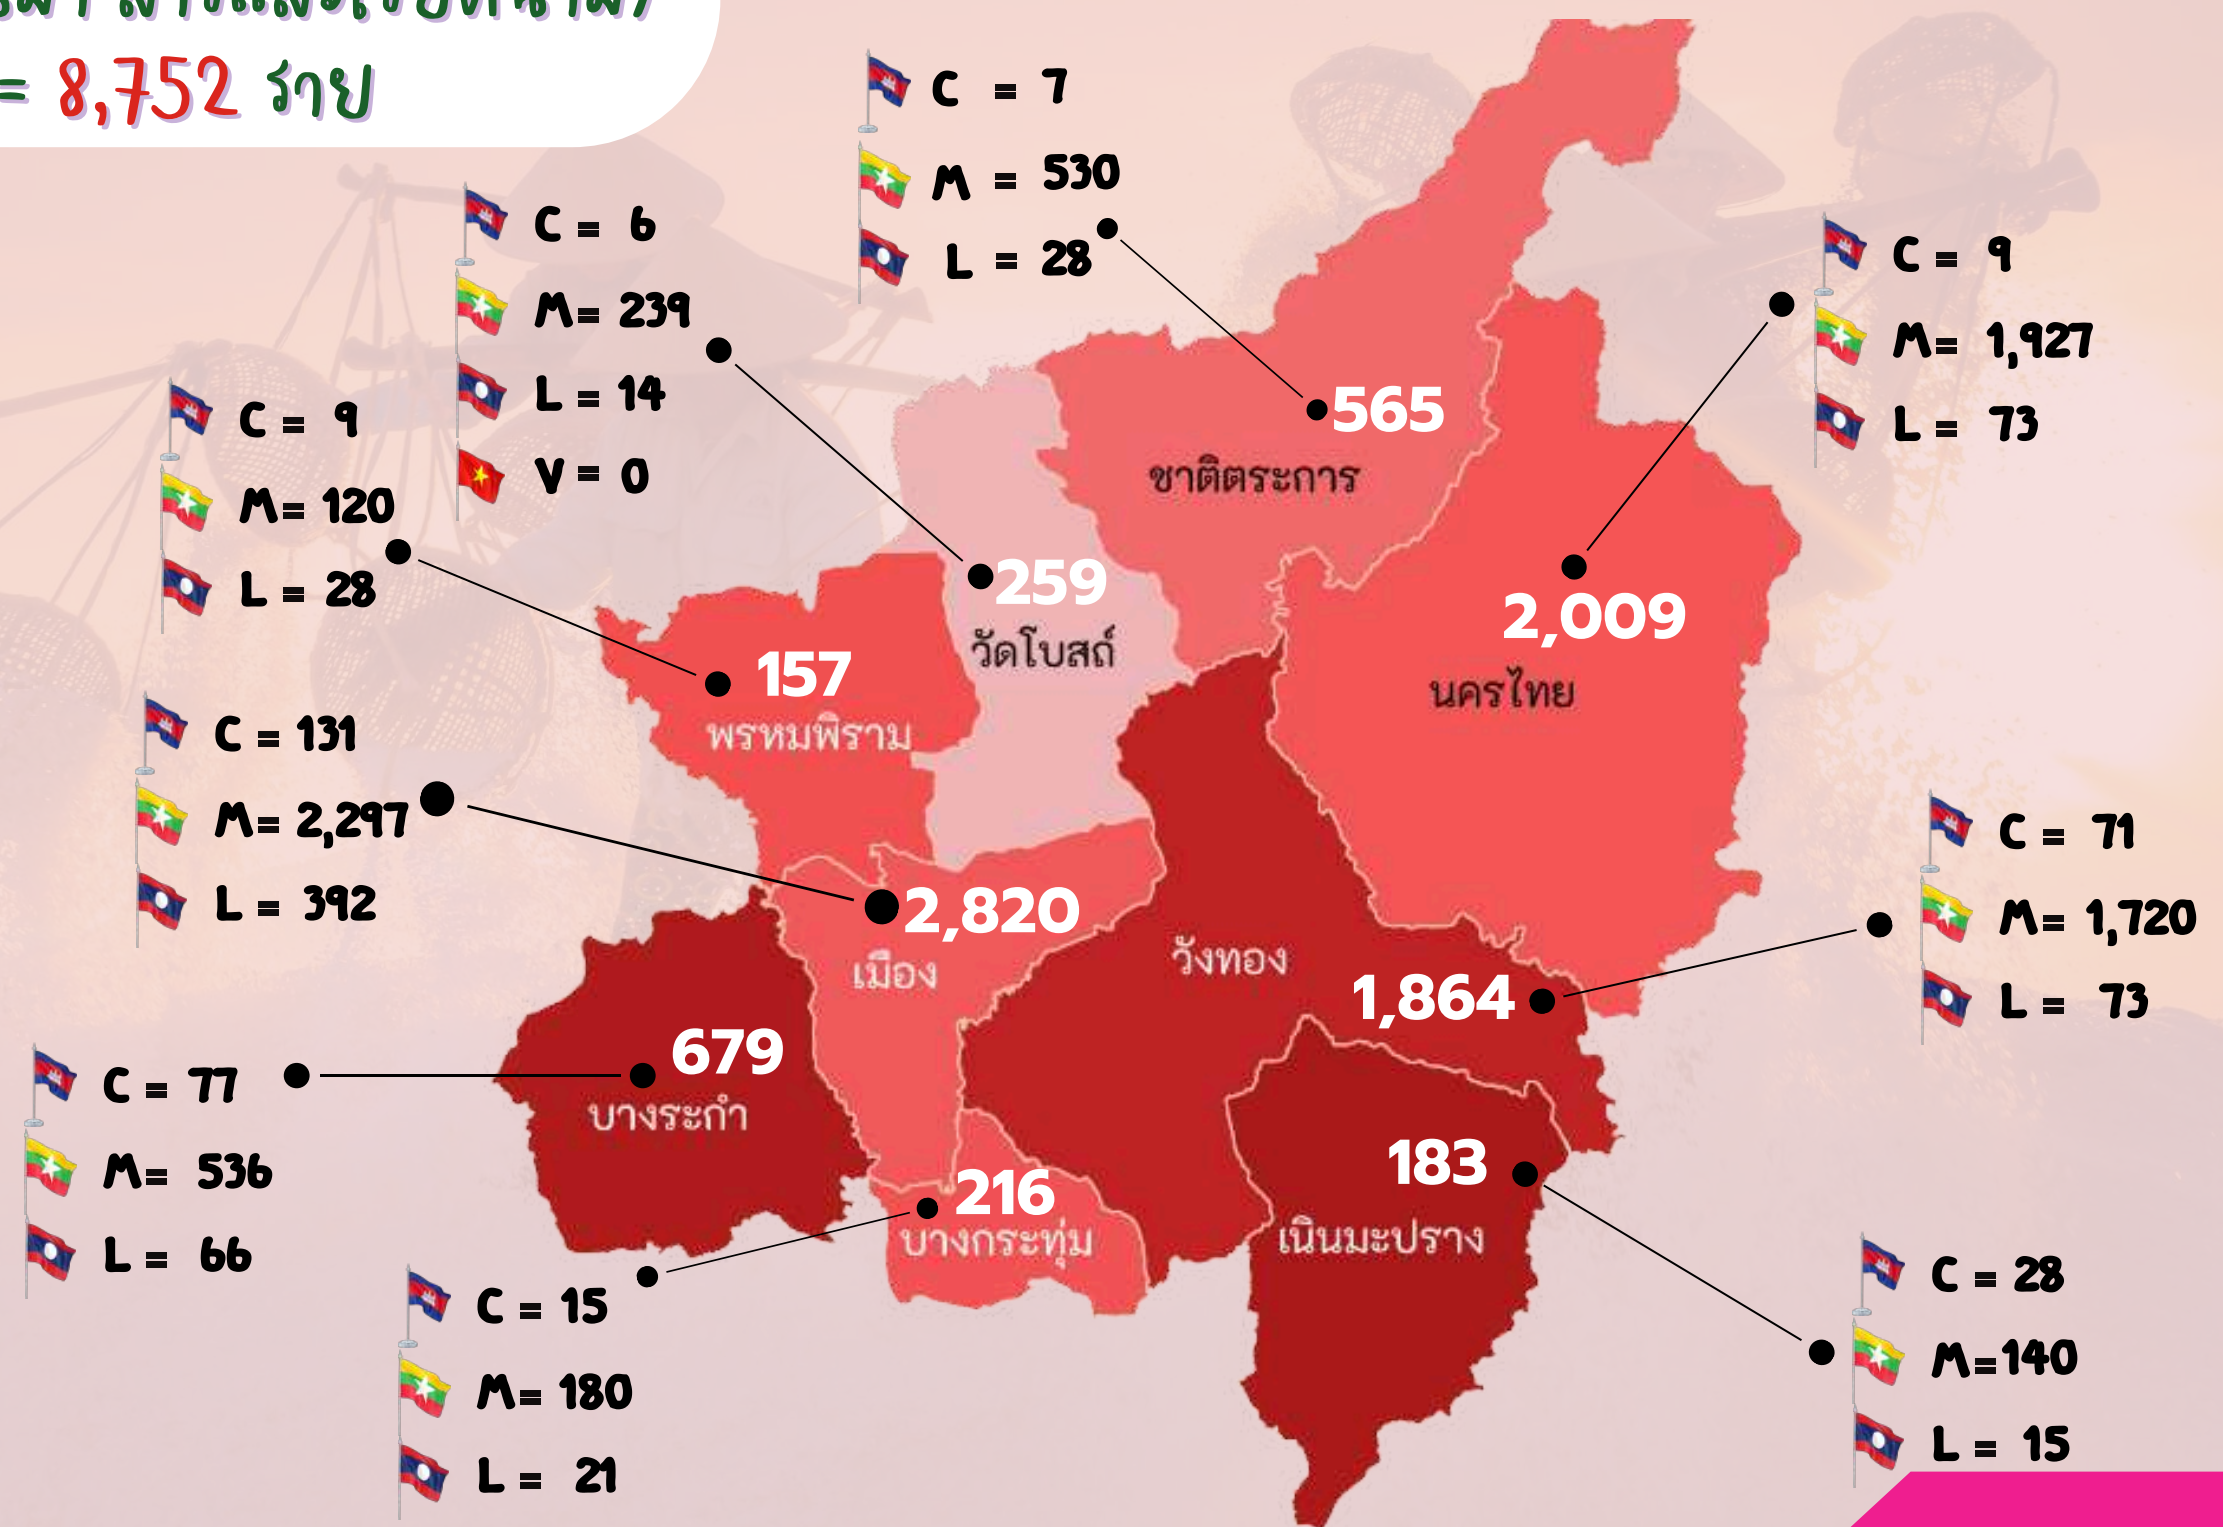 = 8,752 ราย
C = 7
M = 530
L = 28
565
ชาติตระการ
C = 6
M = 239
L = 14
V = 0
259
วัดโบสถ์
C = 9
M = 1,927
L = 73
2,009
นครไทย
C = 9
M = 120
L = 28
157
พรหมพิราม
C = 131
M = 2,297
L = 392
2,820
เมือง
C = 71
M = 1,720
L = 73
วังทอง
1,864
C = 77
M = 536
L = 66
679
บางระกำ
C = 15
M = 180
L = 21
216
บางกระทุ่ม
183
เนินมะปราง
C = 28
M = 140
L = 15